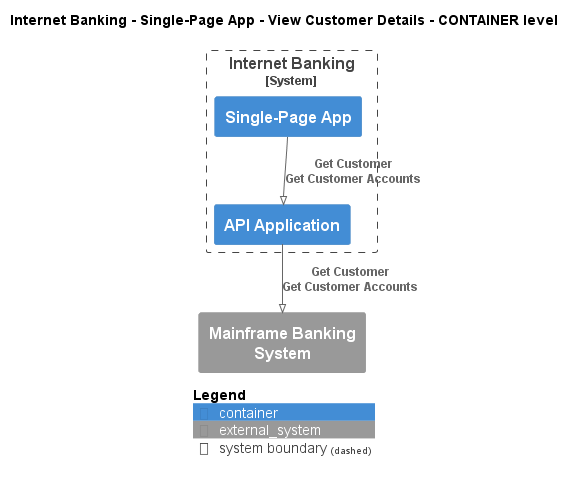 Internet Banking - Single-Page App - View Customer Details - CONTAINER level
Internet Banking
[System]
Single-Page App
Get Customer
Get Customer Accounts
API Application
Get Customer
Get Customer Accounts
Mainframe Banking
System
Legend
container
external_system
system boundary (dashed)